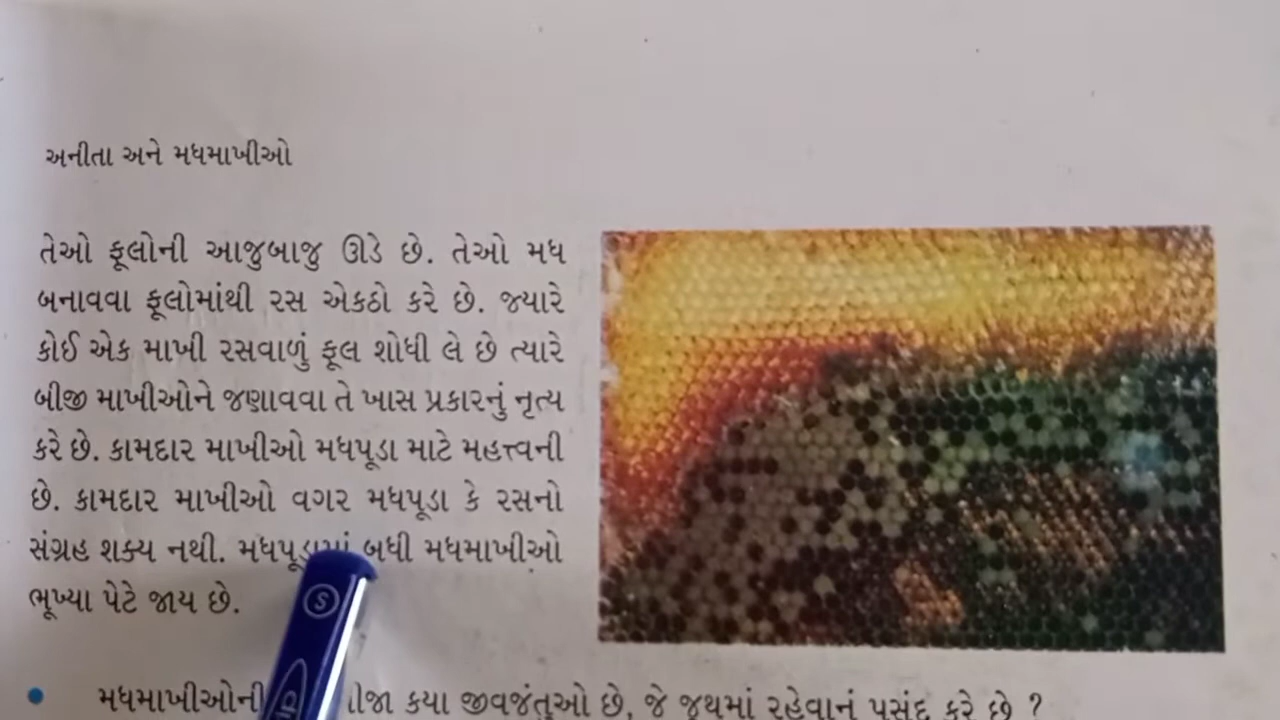 અનીતા અને મધમાખીઓ
તેઓ ફૂલોની આજુબાજુ ઊડે છે. તેઓ મધ
બનાવવા ફૂલોમાંથી રસ એકઠો કરે છે. જ્યારે
કોઈ એક માખી રસવાળું ફૂલ શોધી લે છે ત્યારે
બીજી માખીઓને જણાવવા તે ખાસ પ્રકારનું નૃત્ય
કરે છે. કામદાર માખીઓ મધપૂડા માટે મહત્ત્વની
છે. કામદાર માખીઓ વગર મધપૂડા કે રસનો
સંગ્રહ શક્ય નથી. મધપૂડામાં બધી મધમાખીઓ
ભૂખ્યા પેટે જાય છે.
મધમાખીઓની કયા જીવજંતુઓ છે, જે જૂથમાં રહેવાનું પસંદ કરે છે ?